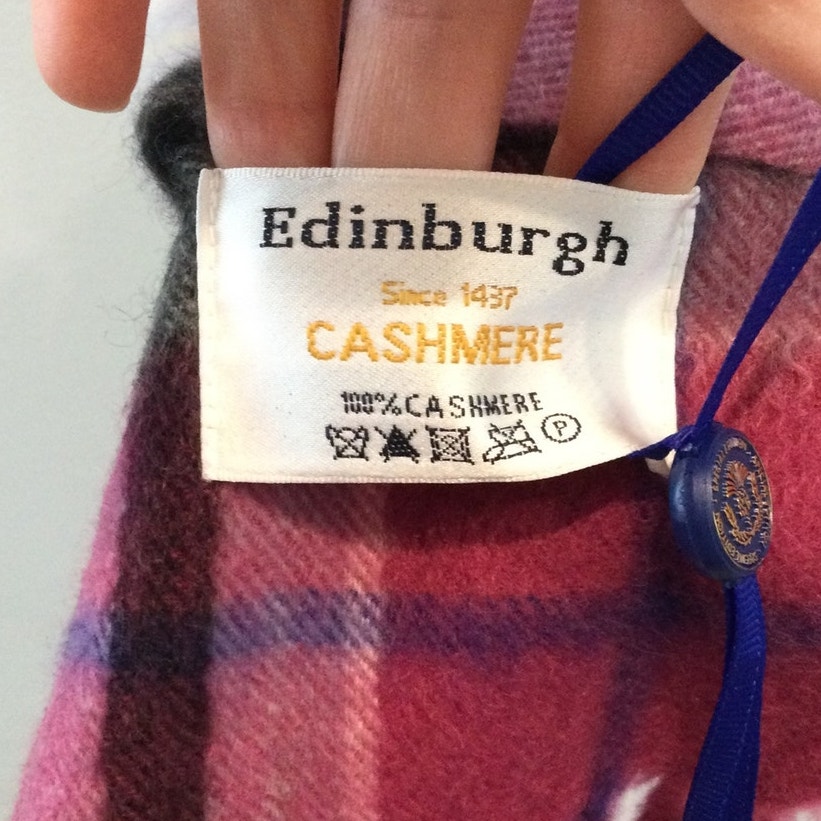 Edinburgh
Since 1437
CASHMERE
100%CASHMERE
P